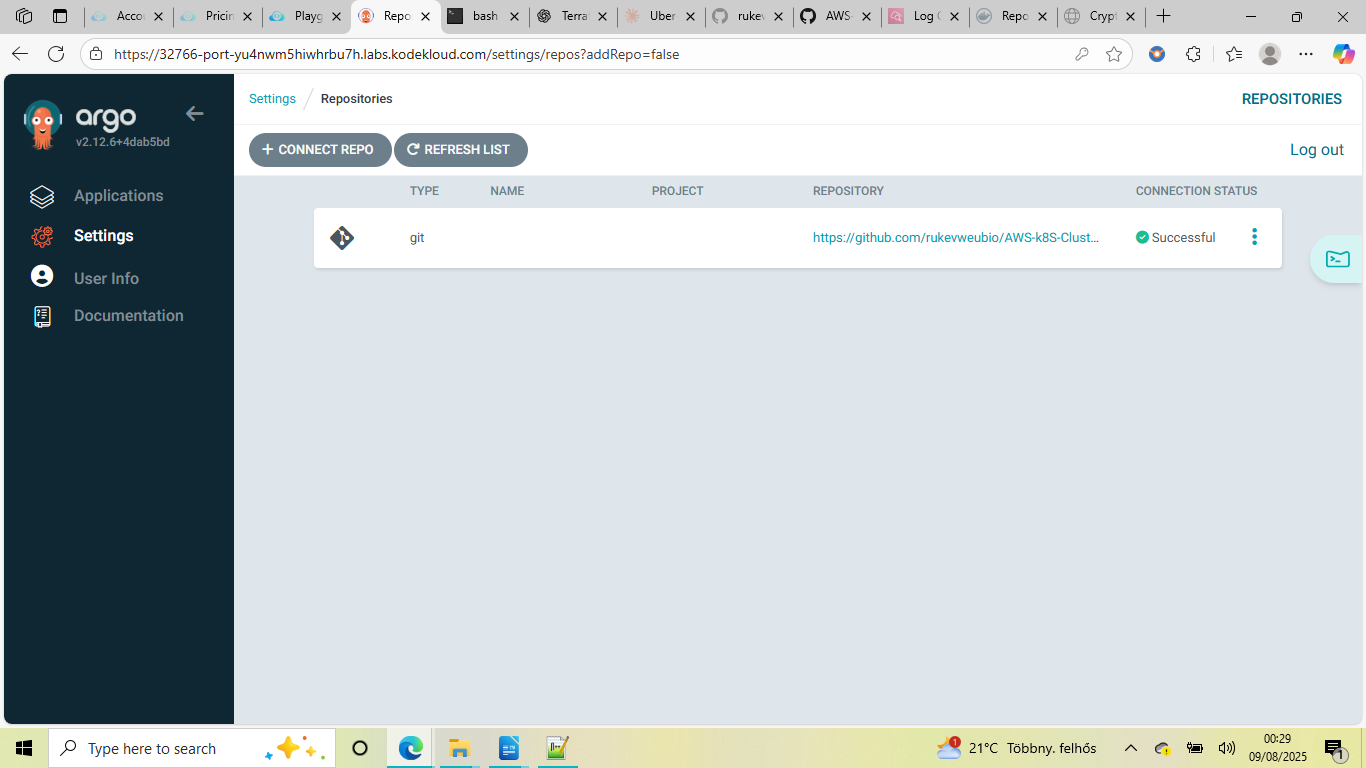 Accou
Pricin
Playg
Repo
bash
Terra
Uber
rukev
AWS-
Log G
Repo
Crypt
https://32766-port-yu4nwm5hiwhrbu7h.labs.kodekloud.com/settings/repos?addRepo=false
argo
v2.12.6+4dab5bd
Applications
Settings
User Info
Documentation
Settings / Repositories
REPOSITORIES
+ CONNECT REPO
REFRESH LIST
Log out
TYPE NAME PROJECT REPOSITORY CONNECTION STATUS
git https://github.com/rukevweubio/AWS-k8S-Clust... Successful
Type here to search
1
21°C Többny. felhős
00:29
09/08/2025
1